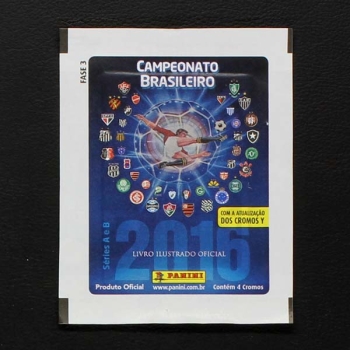 FASE 3
CAMPEONATO
BRASILEIRO
COM A ATUALIZAÇÃO
DOS CROMOS Y
Séries A e B
2015
LIVRO ILUSTRADO OFICIAL
PANINI
Produto Oficial
www.panini.com.br
Contém 4 Cromos